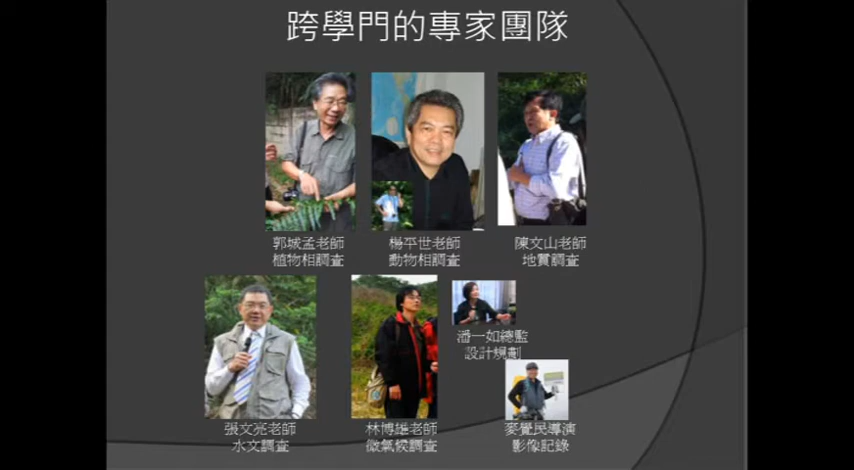 跨學門的專家團隊
郭城孟老師
植物相調查
楊平世老師
動物相調查
陳文山老師
地質調查
潘一如總監
設計規劃
張文亮老師
水文調查
林博雄老師
微氣候調查
麥覺民導演
影像記錄